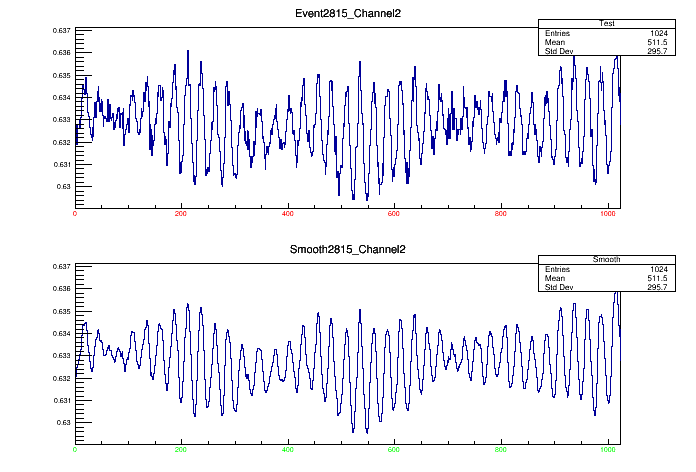 Event2815_Channel2
Test
Entries 1024
Mean 511.5
Std Dev 295.7
0.637
0.636
0.635
0.634
0.633
0.632
0.631
0.63
0 200 400 600 800 1000
Smooth2815_Channel2
Smooth
Entries 1024
Mean 511.5
Std Dev 295.7
0.637
0.636
0.635
0.634
0.633
0.632
0.631
0.63
0 200 400 600 800 1000